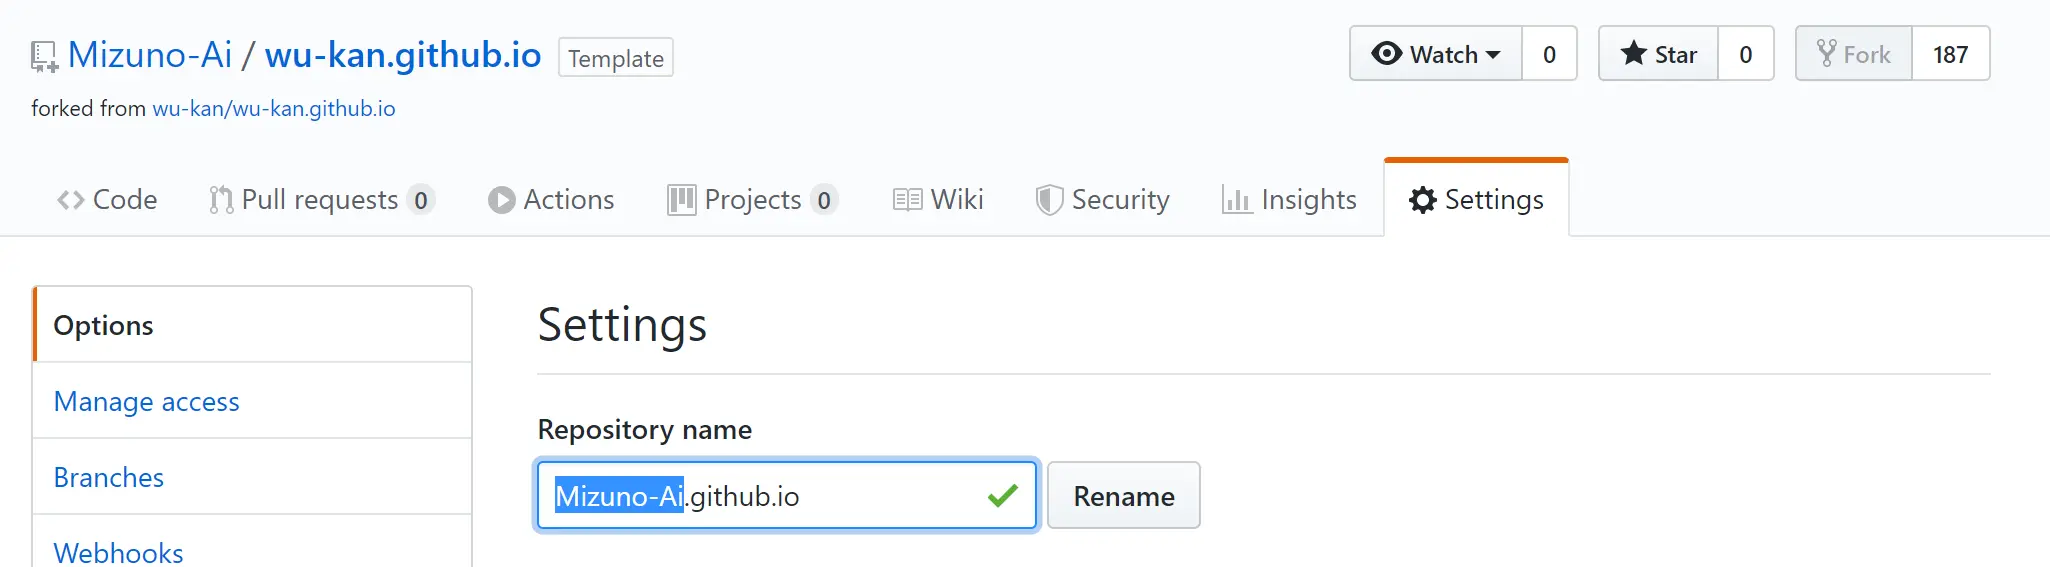 Mizuno-Ai / wu-kan.github.io Template Watch 0 Star 0 Fork 187
forked from wu-kan/wu-kan.github.io
Code Pull requests 0 Actions Projects 0 Wiki Security Insights Settings
Options
Manage access
Branches
Webhooks
Settings
Repository name
Mizuno-Ai.github.io Rename